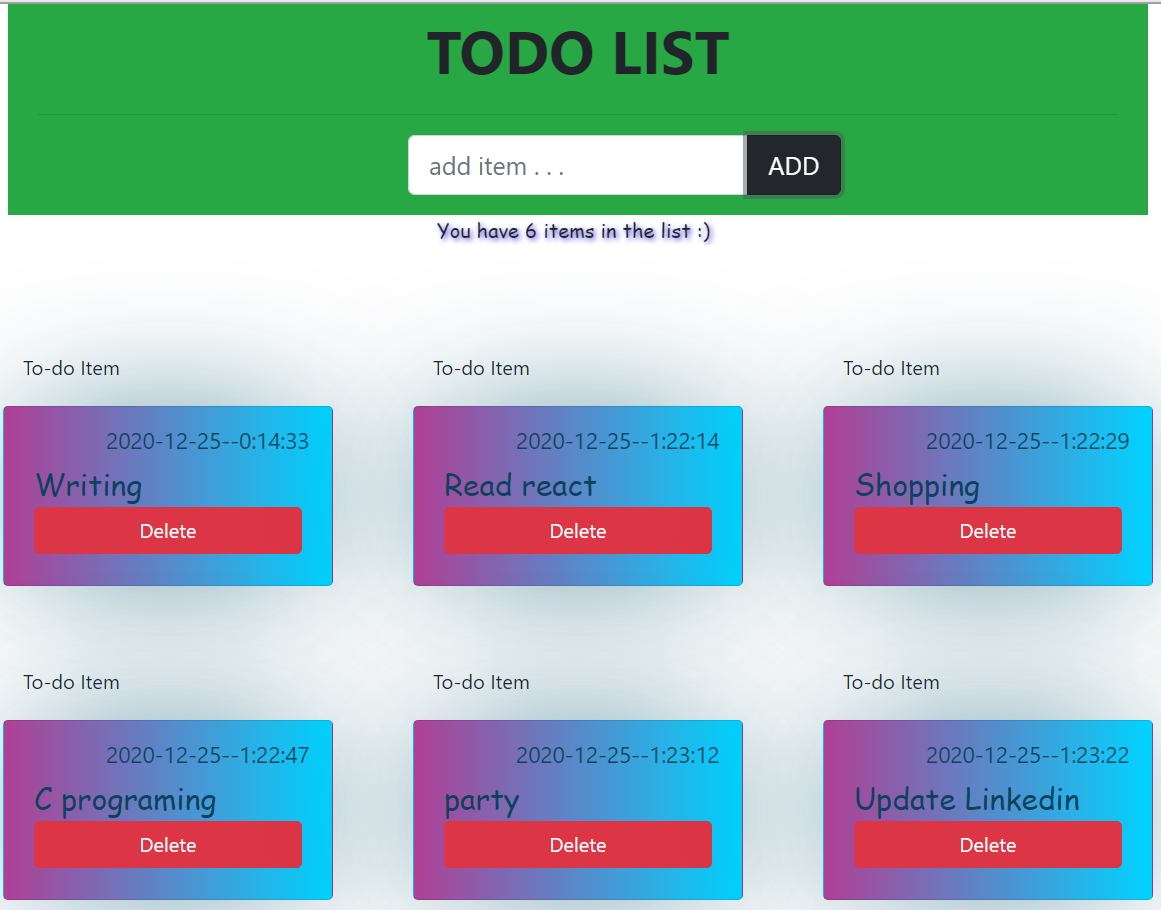 TODO LIST
add item . . .
ADD
You have 6 items in the list :)
To-do Item
To-do Item
To-do Item
2020-12-25--0:14:33
2020-12-25--1:22:14
2020-12-25--1:22:29
Writing
Read react
Shopping
Delete
Delete
Delete
To-do Item
To-do Item
To-do Item
2020-12-25--1:22:47
2020-12-25--1:23:12
2020-12-25--1:23:22
C programing
party
Update Linkedin
Delete
Delete
Delete